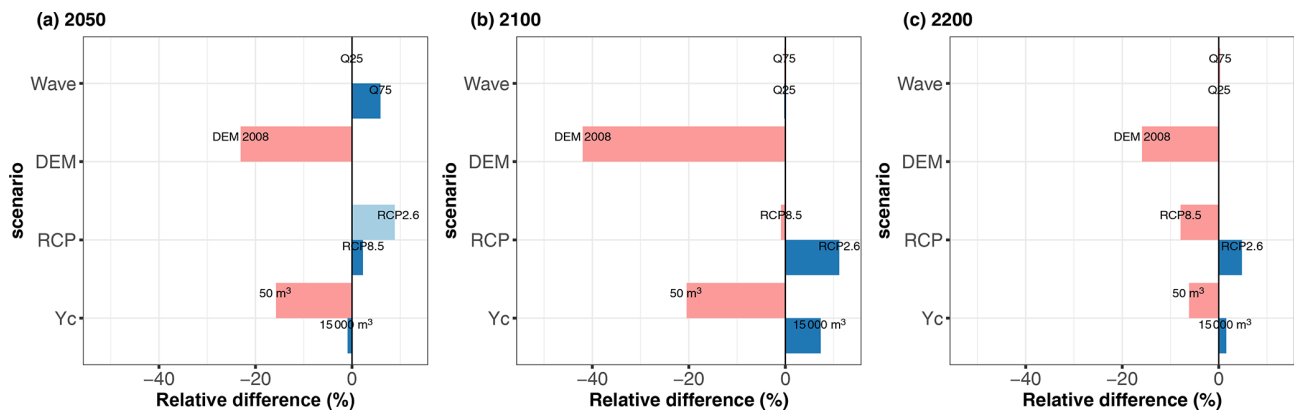 (a) 2050
scenario
Wave
DEM
RCP
Yc
Q25
Q75
DEM 2008
RCP2.6
RCP8.5
50 m³
15 000 m³
−40
−20
0
Relative difference (%)
(b) 2100
scenario
Wave
DEM
RCP
Yc
Q75
Q25
DEM 2008
RCP8.5
RCP2.6
50 m³
15 000 m³
−40
−20
0
Relative difference (%)
(c) 2200
scenario
Wave
DEM
RCP
Yc
Q75
Q25
DEM 2008
RCP8.5
RCP2.6
50 m³
15 000 m³
−40
−20
0
Relative difference (%)